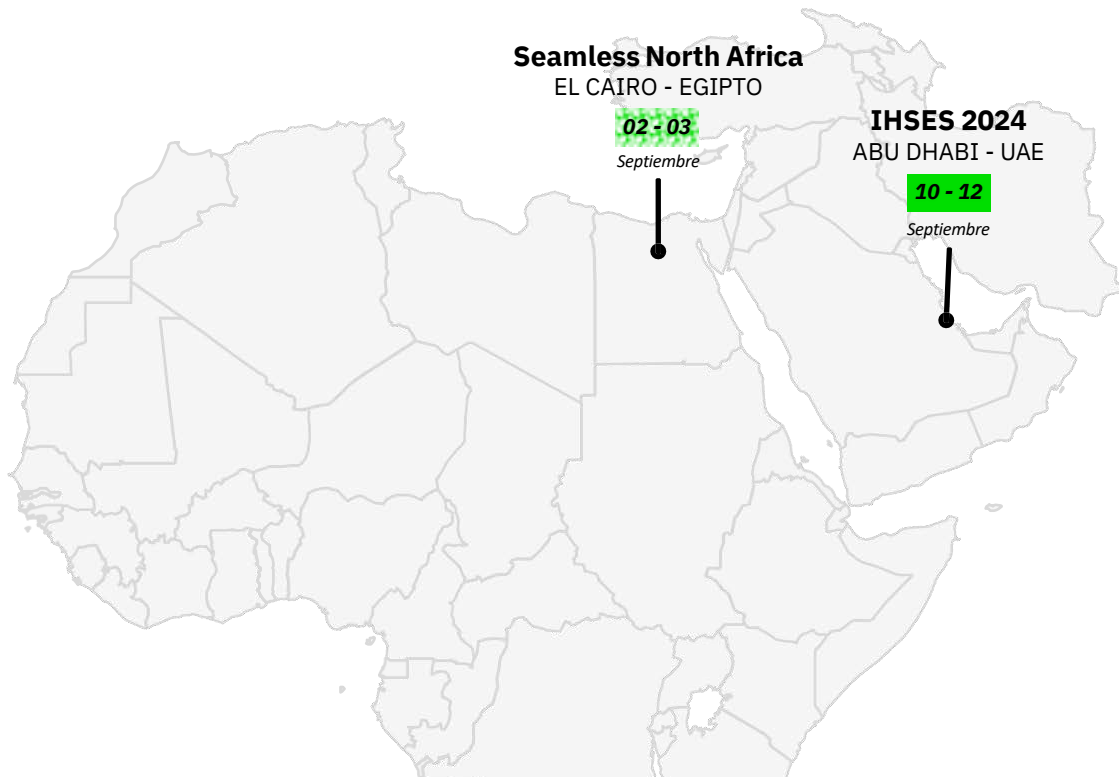 Seamless North Africa
EL CAIRO - EGIPTO
02 - 03
Septiembre
IHSES 2024
ABU DHABI - UAE
10 - 12
Septiembre